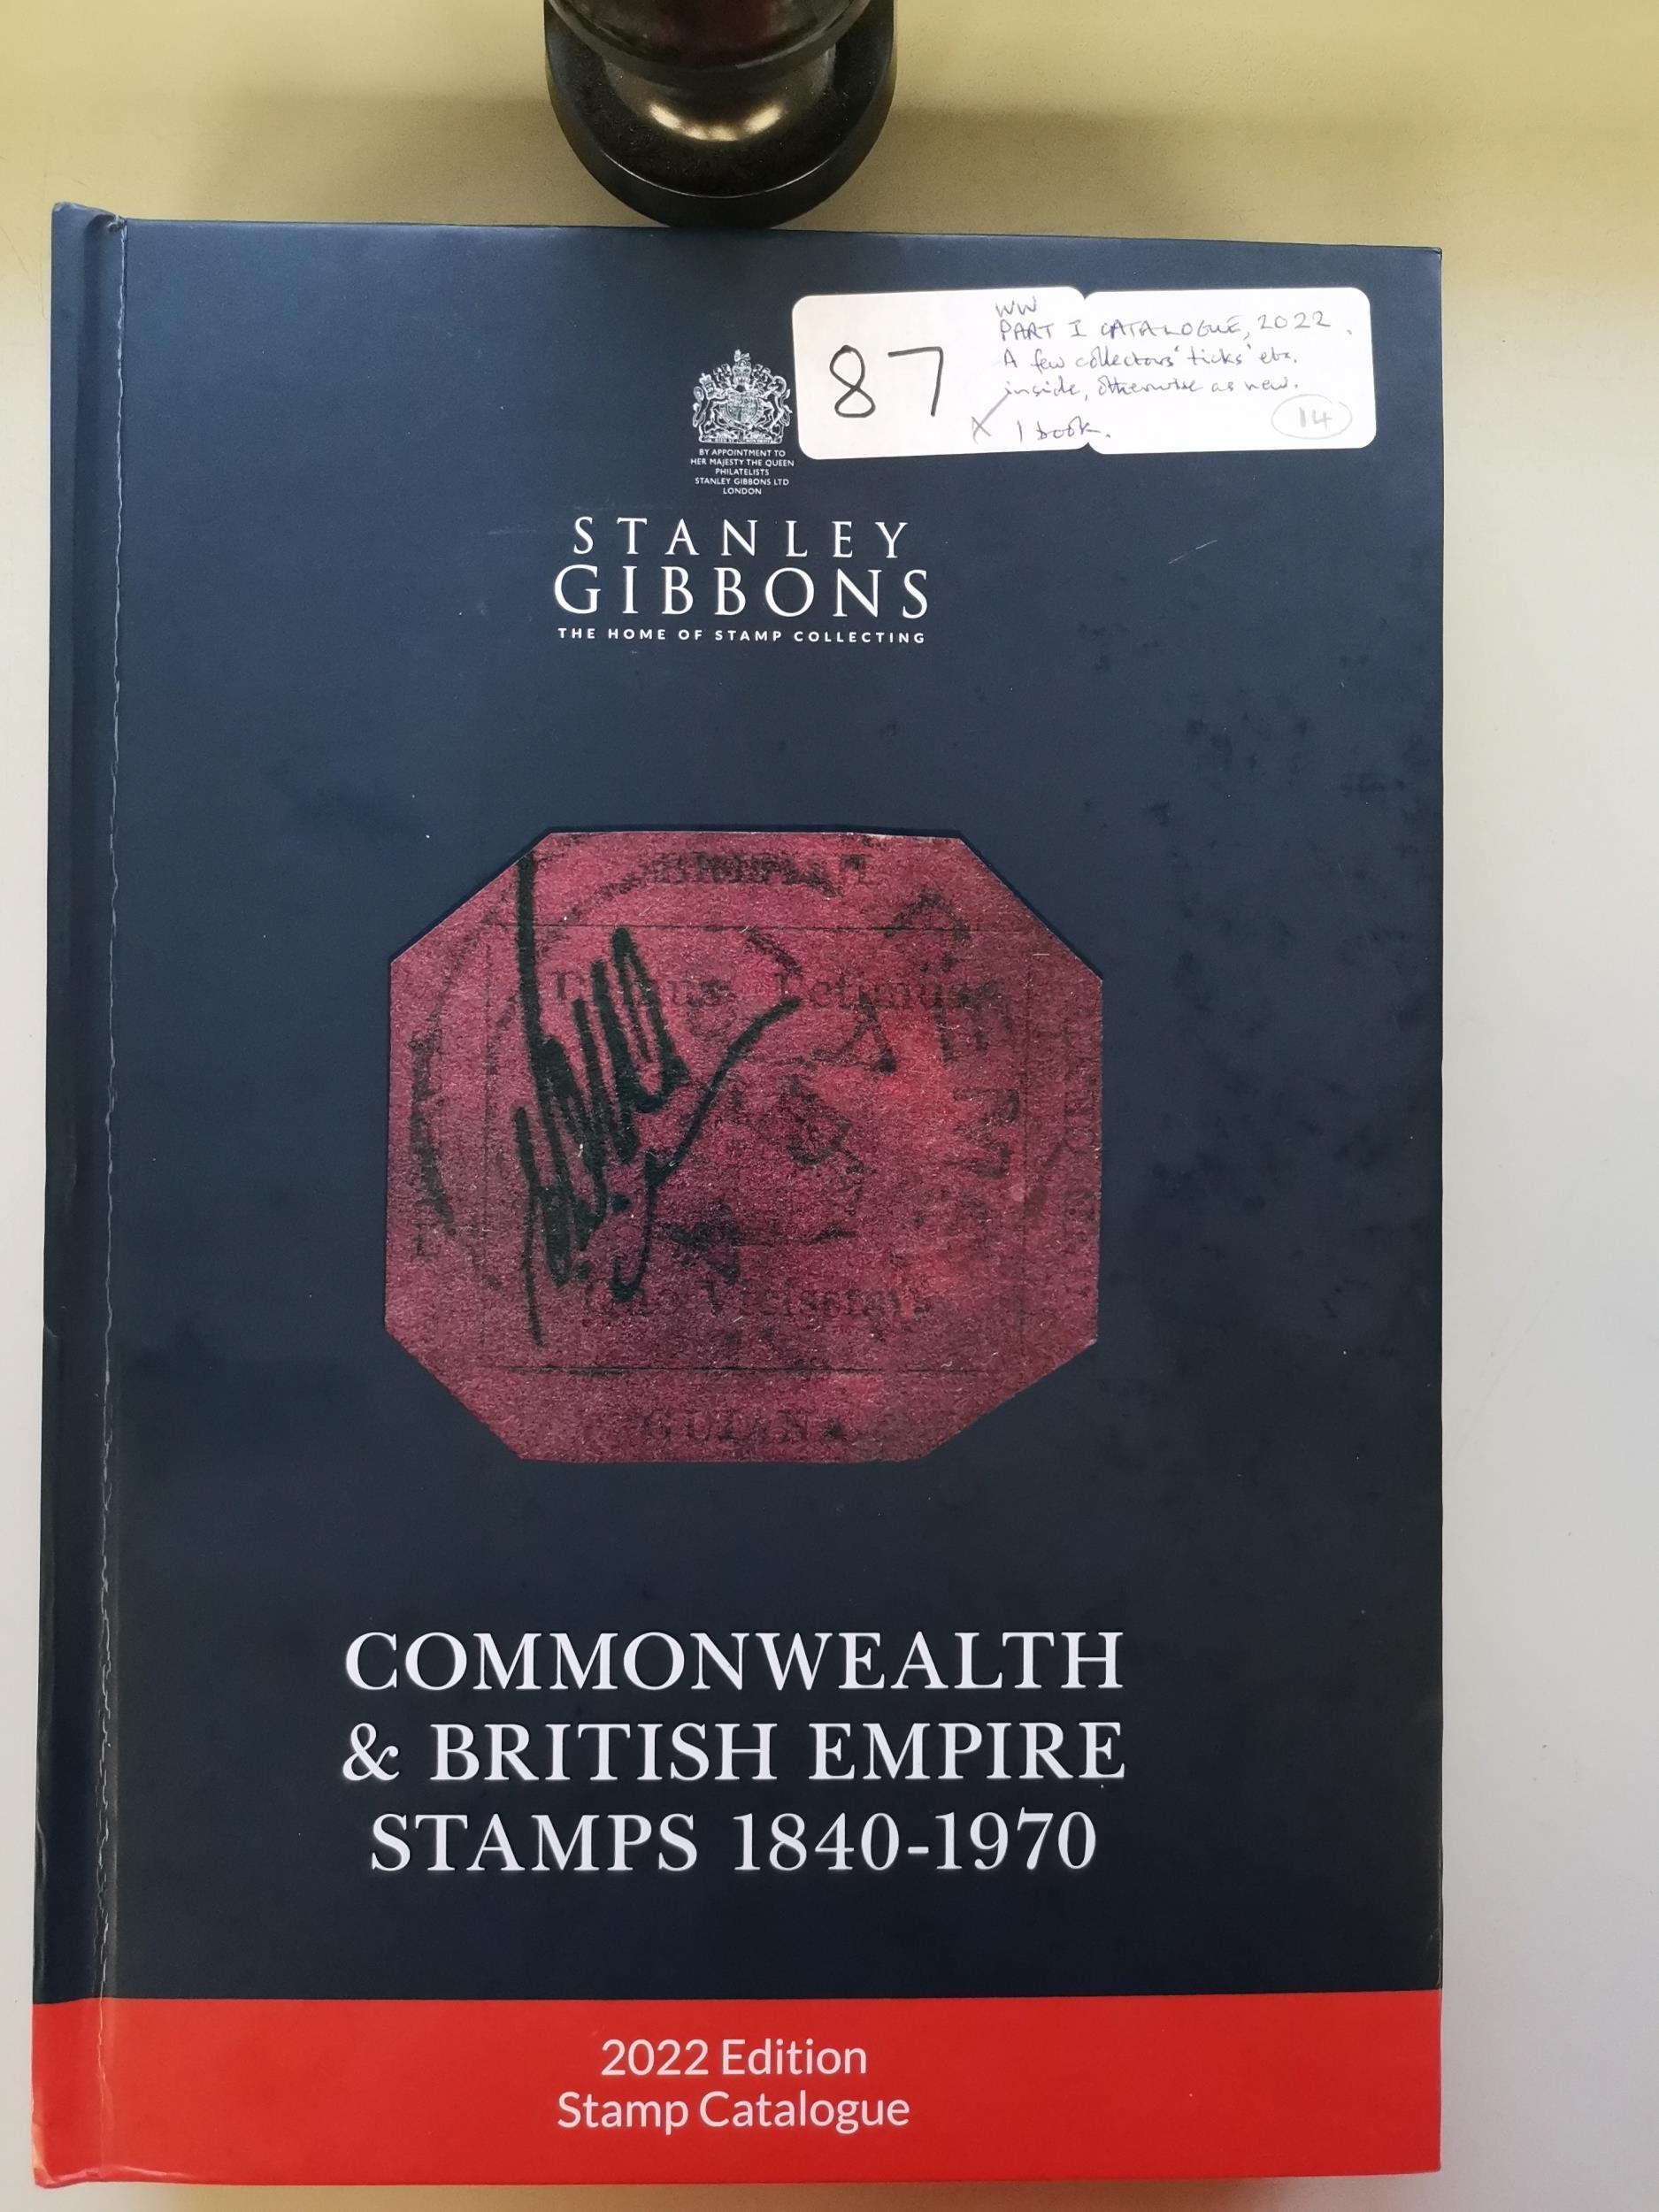 87
WW
PART I CATALOGUE, 2022.
A few collectors' 'ticks' etc.
inside, otherwise as new.
X 1 book.
14
BY APPOINTMENT TO
HER MAJESTY THE QUEEN
PHILATELISTS
STANLEY GIBBONS LTD
LONDON
STANLEY
GIBBONS
THE HOME OF STAMP COLLECTING
GUIANA
COMMONWEALTH
& BRITISH EMPIRE
STAMPS 1840-1970
2022 Edition
Stamp Catalogue